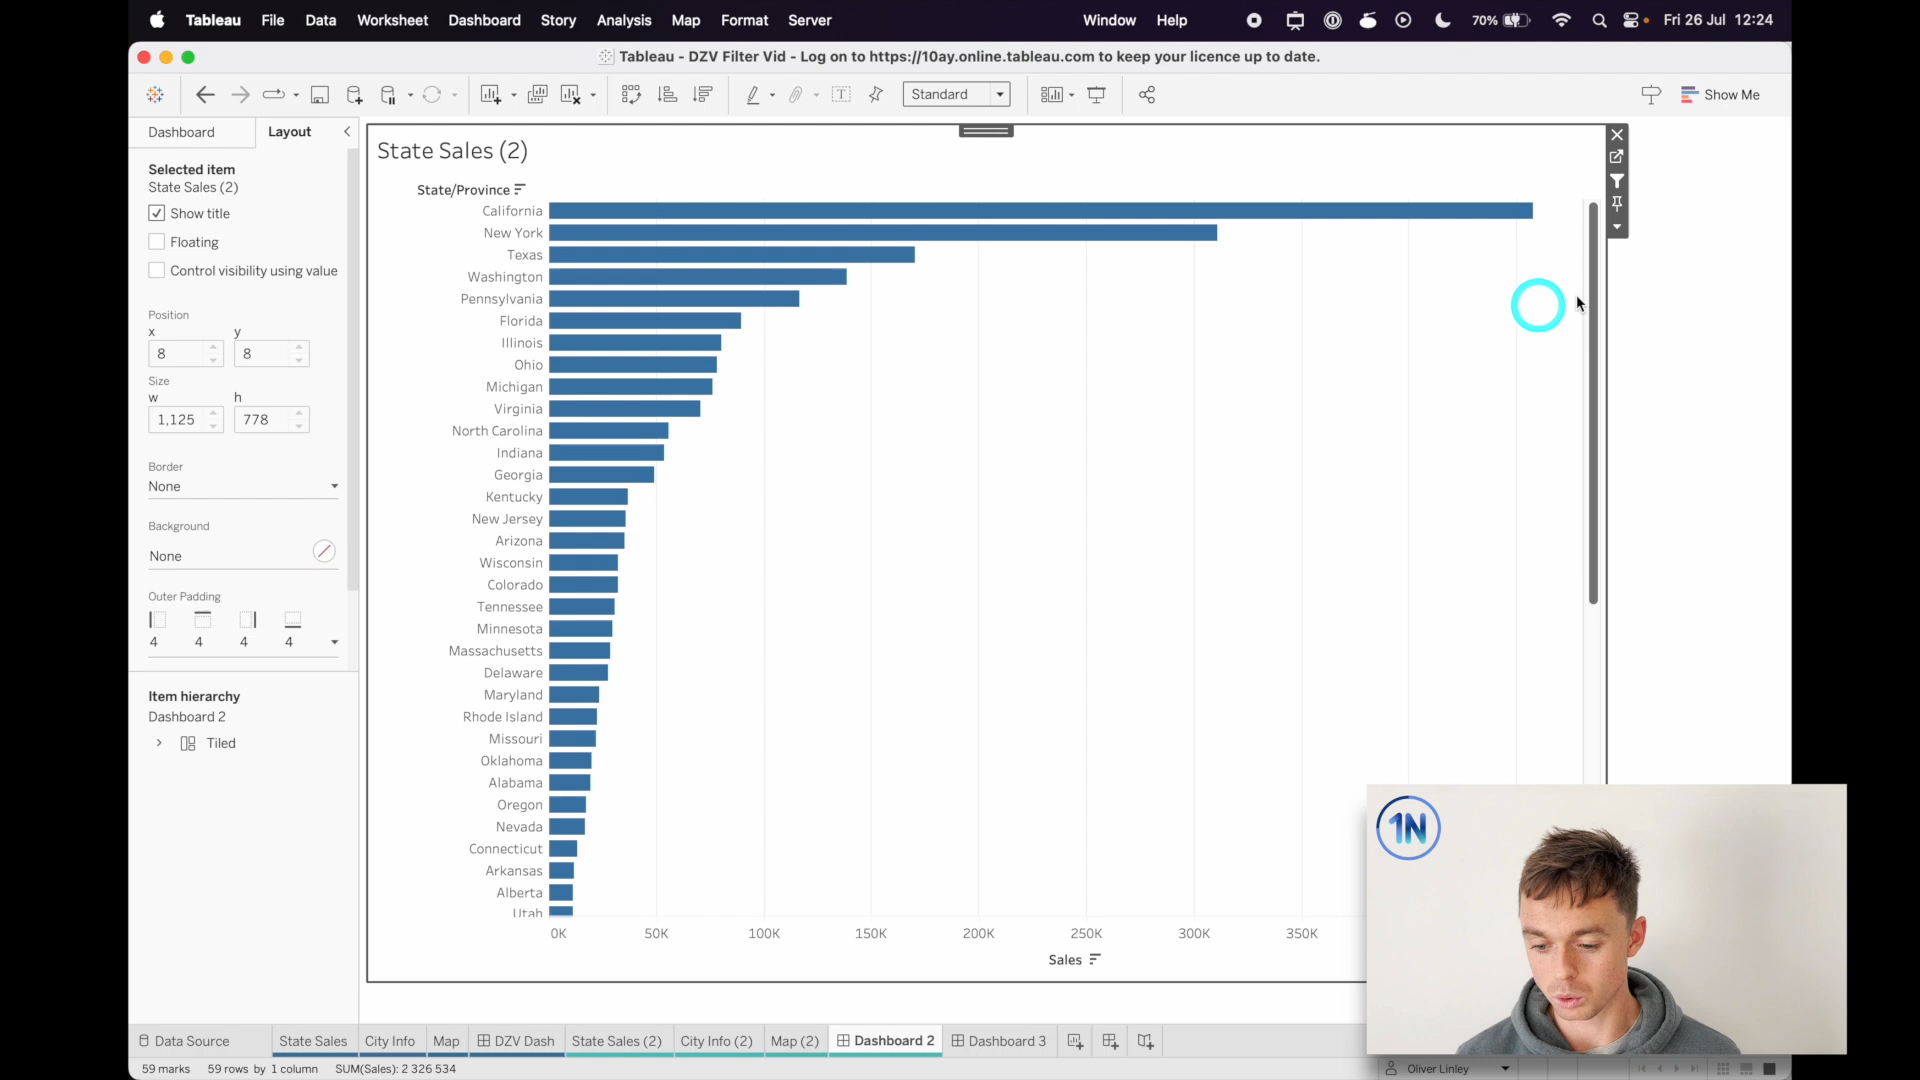 Tableau File Data Worksheet Dashboard Story Analysis Map Format Server Window Help 70% Fri 26 Jul 12:24
Tableau - DZV Filter Vid - Log on to https://10ay.online.tableau.com to keep your licence up to date.
Standard Show Me
Dashboard Layout
Selected item
State Sales (2)
Show title
Floating
Control visibility using value
Position
x y
8 8
Size
w h
1,125 778
Border
None
Background
None
Outer Padding
4 4 4 4
Item hierarchy
Dashboard 2
Tiled
State Sales (2)
State/Province
California
New York
Texas
Washington
Pennsylvania
Florida
Illinois
Ohio
Michigan
Virginia
North Carolina
Indiana
Georgia
Kentucky
New Jersey
Arizona
Wisconsin
Colorado
Tennessee
Minnesota
Massachusetts
Delaware
Maryland
Rhode Island
Missouri
Oklahoma
Alabama
Oregon
Nevada
Connecticut
Arkansas
Alberta
Utah
0K 50K 100K 150K 200K 250K 300K 350K
Sales
1N
Data Source State Sales City Info Map DZV Dash State Sales (2) City Info (2) Map (2) Dashboard 2 Dashboard 3
59 marks 59 rows by 1 column SUM(Sales): 2 326 534 Oliver Linley